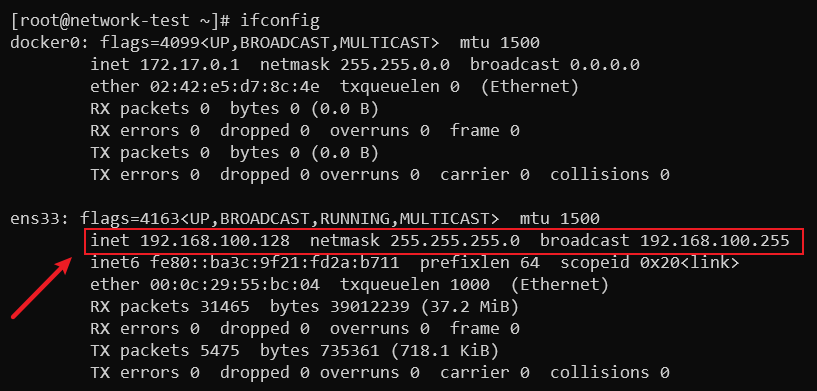 [root@network-test ~]# ifconfig
docker0: flags=4099<UP,BROADCAST,MULTICAST>  mtu 1500
        inet 172.17.0.1  netmask 255.255.0.0  broadcast 0.0.0.0
        ether 02:42:e5:d7:8c:4e  txqueuelen 0  (Ethernet)
        RX packets 0  bytes 0 (0.0 B)
        RX errors 0  dropped 0  overruns 0  frame 0
        TX packets 0  bytes 0 (0.0 B)
        TX errors 0  dropped 0 overruns 0  carrier 0  collisions 0

ens33: flags=4163<UP,BROADCAST,RUNNING,MULTICAST>  mtu 1500
        inet 192.168.100.128  netmask 255.255.255.0  broadcast 192.168.100.255
        inet6 fe80::ba3c:9f21:fd2a:b711  prefixlen 64  scopeid 0x20<link>
        ether 00:0c:29:55:bc:04  txqueuelen 1000  (Ethernet)
        RX packets 31465  bytes 39012239 (37.2 MiB)
        RX errors 0  dropped 0  overruns 0  frame 0
        TX packets 5475  bytes 735361 (718.1 KiB)
        TX errors 0  dropped 0 overruns 0  carrier 0  collisions 0